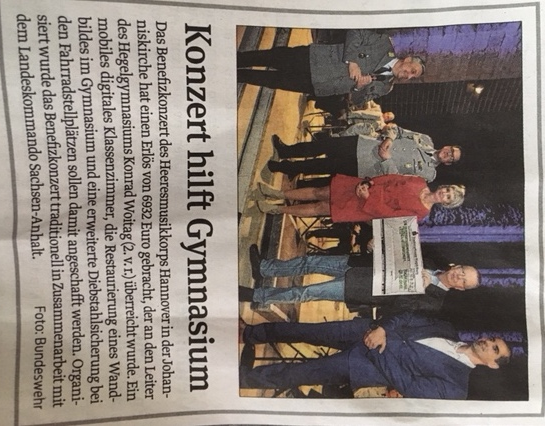 Konzert hilft Gymnasium
Das Benefizkonzert des Heeresmusikkorps Hannover in der Johan-
niskirche hat einen Erlös von 6932 Euro gebracht, der an den Leiter
des Hegelgymnasiums Konrad Woitag (2. v. r.) überreicht wurde. Ein
mobiles digitales Klassenzimmer, die Restaurierung eines Wand-
bildes im Gymnasium und eine erweiterte Diebstahlsicherung bei
den Fahrradstellplätzen sollen damit angeschafft werden. Organi-
siert wurde das Benefizkonzert traditionell in Zusammenarbeit mit
dem Landeskommando Sachsen-Anhalt.
Foto: Bundeswehr